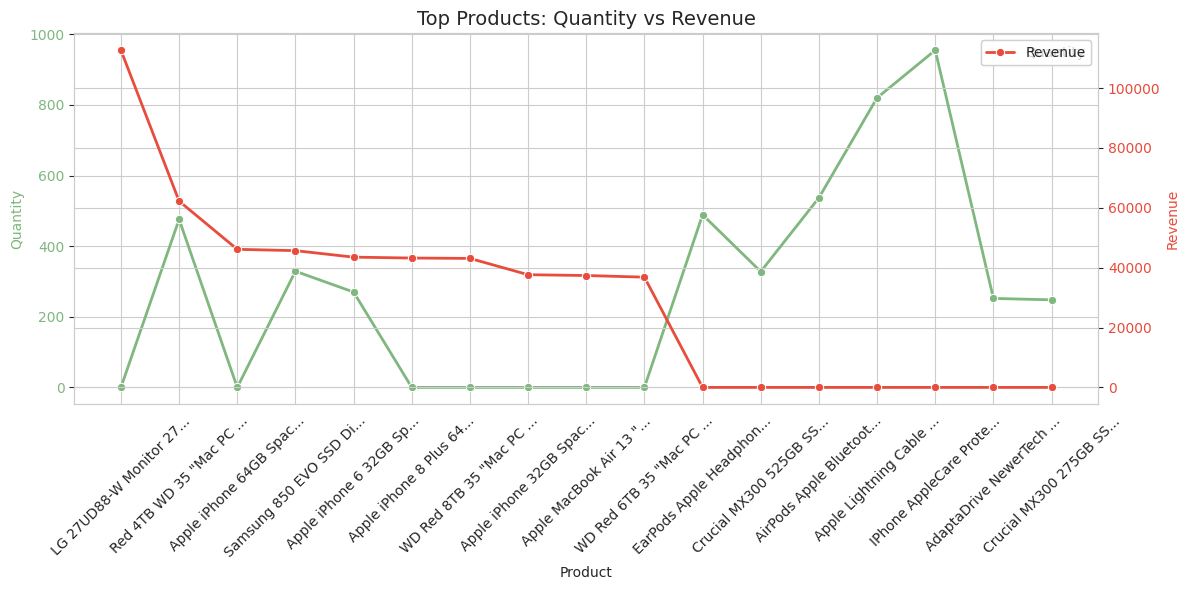 Top Products: Quantity vs Revenue
1000
800
600
400
200
0
Quantity
Revenue
100000
80000
60000
40000
20000
0
Revenue
LG 27UD88-W Monitor 27...
Red 4TB WD 35 "Mac PC ...
Apple iPhone 64GB Spac...
Samsung 850 EVO SSD Di...
Apple iPhone 6 32GB Sp...
Apple iPhone 8 Plus 64...
WD Red 8TB 35 "Mac PC ...
Apple iPhone 32GB Spac...
Apple MacBook Air 13 "...
WD Red 6TB 35 "Mac PC ...
EarPods Apple Headphon...
Crucial MX300 525GB SS...
AirPods Apple Bluetoot...
Apple Lightning Cable ...
IPhone AppleCare Prote...
AdaptaDrive NewerTech ...
Crucial MX300 275GB SS...
Product